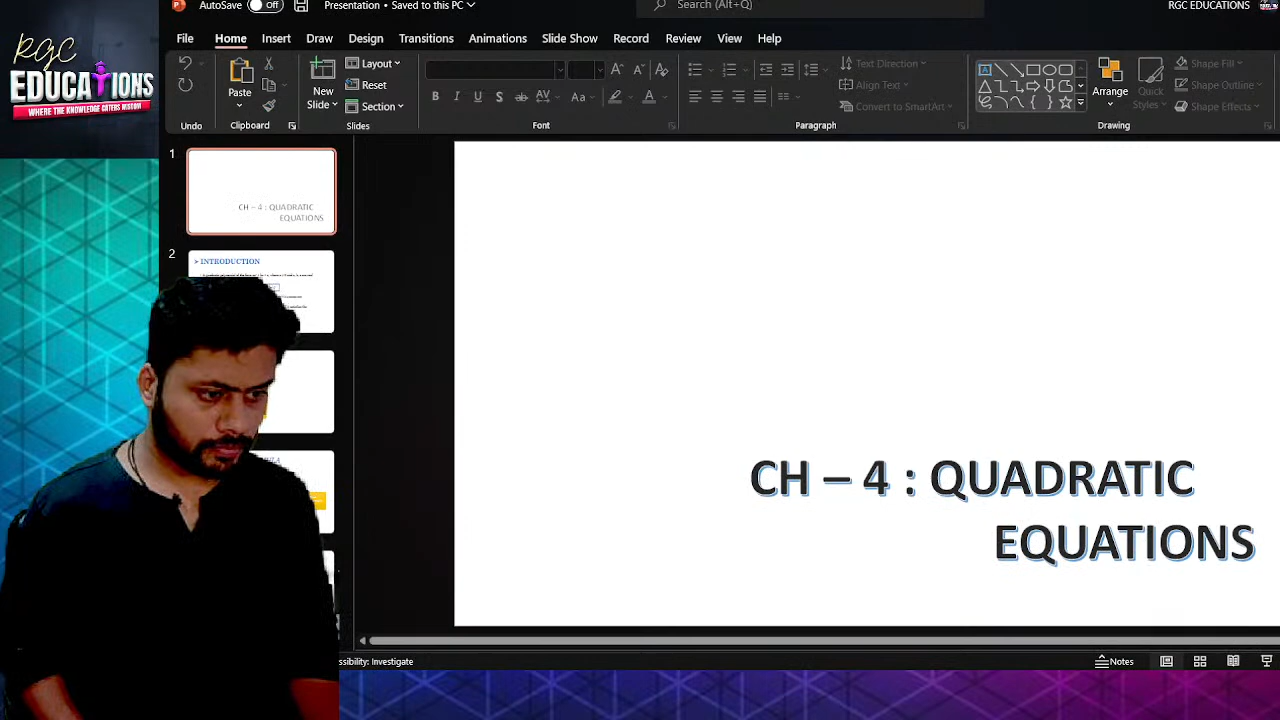 AutoSave Off Presentation • Saved to this PC Search (Alt+Q) RGC EDUCATIONS
rgc
EDUCATIONS
WHERE THE KNOWLEDGE CATERS WISDOM
File Home Insert Draw Design Transitions Animations Slide Show Record Review View Help
Paste
New Slide
Layout
Reset
Section
B I U S ab AV Aa A
Text Direction
Align Text
Convert to SmartArt
Arrange
Quick Styles
Shape Fill
Shape Outline
Shape Effects
Undo Clipboard Slides Font Paragraph Drawing
1
CH – 4 : QUADRATIC
EQUATIONS
2
➢ INTRODUCTION
CH – 4 : QUADRATIC
EQUATIONS
Investigate
Notes